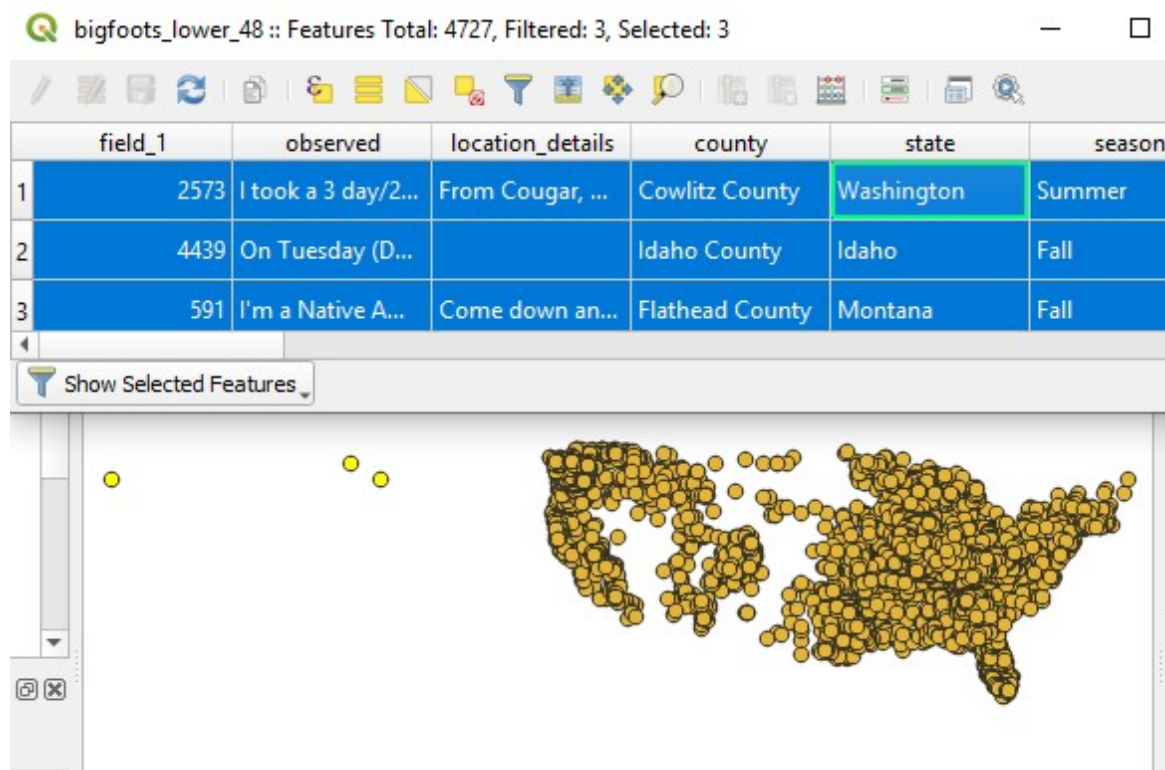 bigfoots_lower_48 :: Features Total: 4727, Filtered: 3, Selected: 3
field_1 observed location_details county state season
1 2573 I took a 3 day/2... From Cougar, ... Cowlitz County Washington Summer
2 4439 On Tuesday (D... Idaho County Idaho Fall
3 591 I'm a Native A... Come down an... Flathead County Montana Fall
Show Selected Features